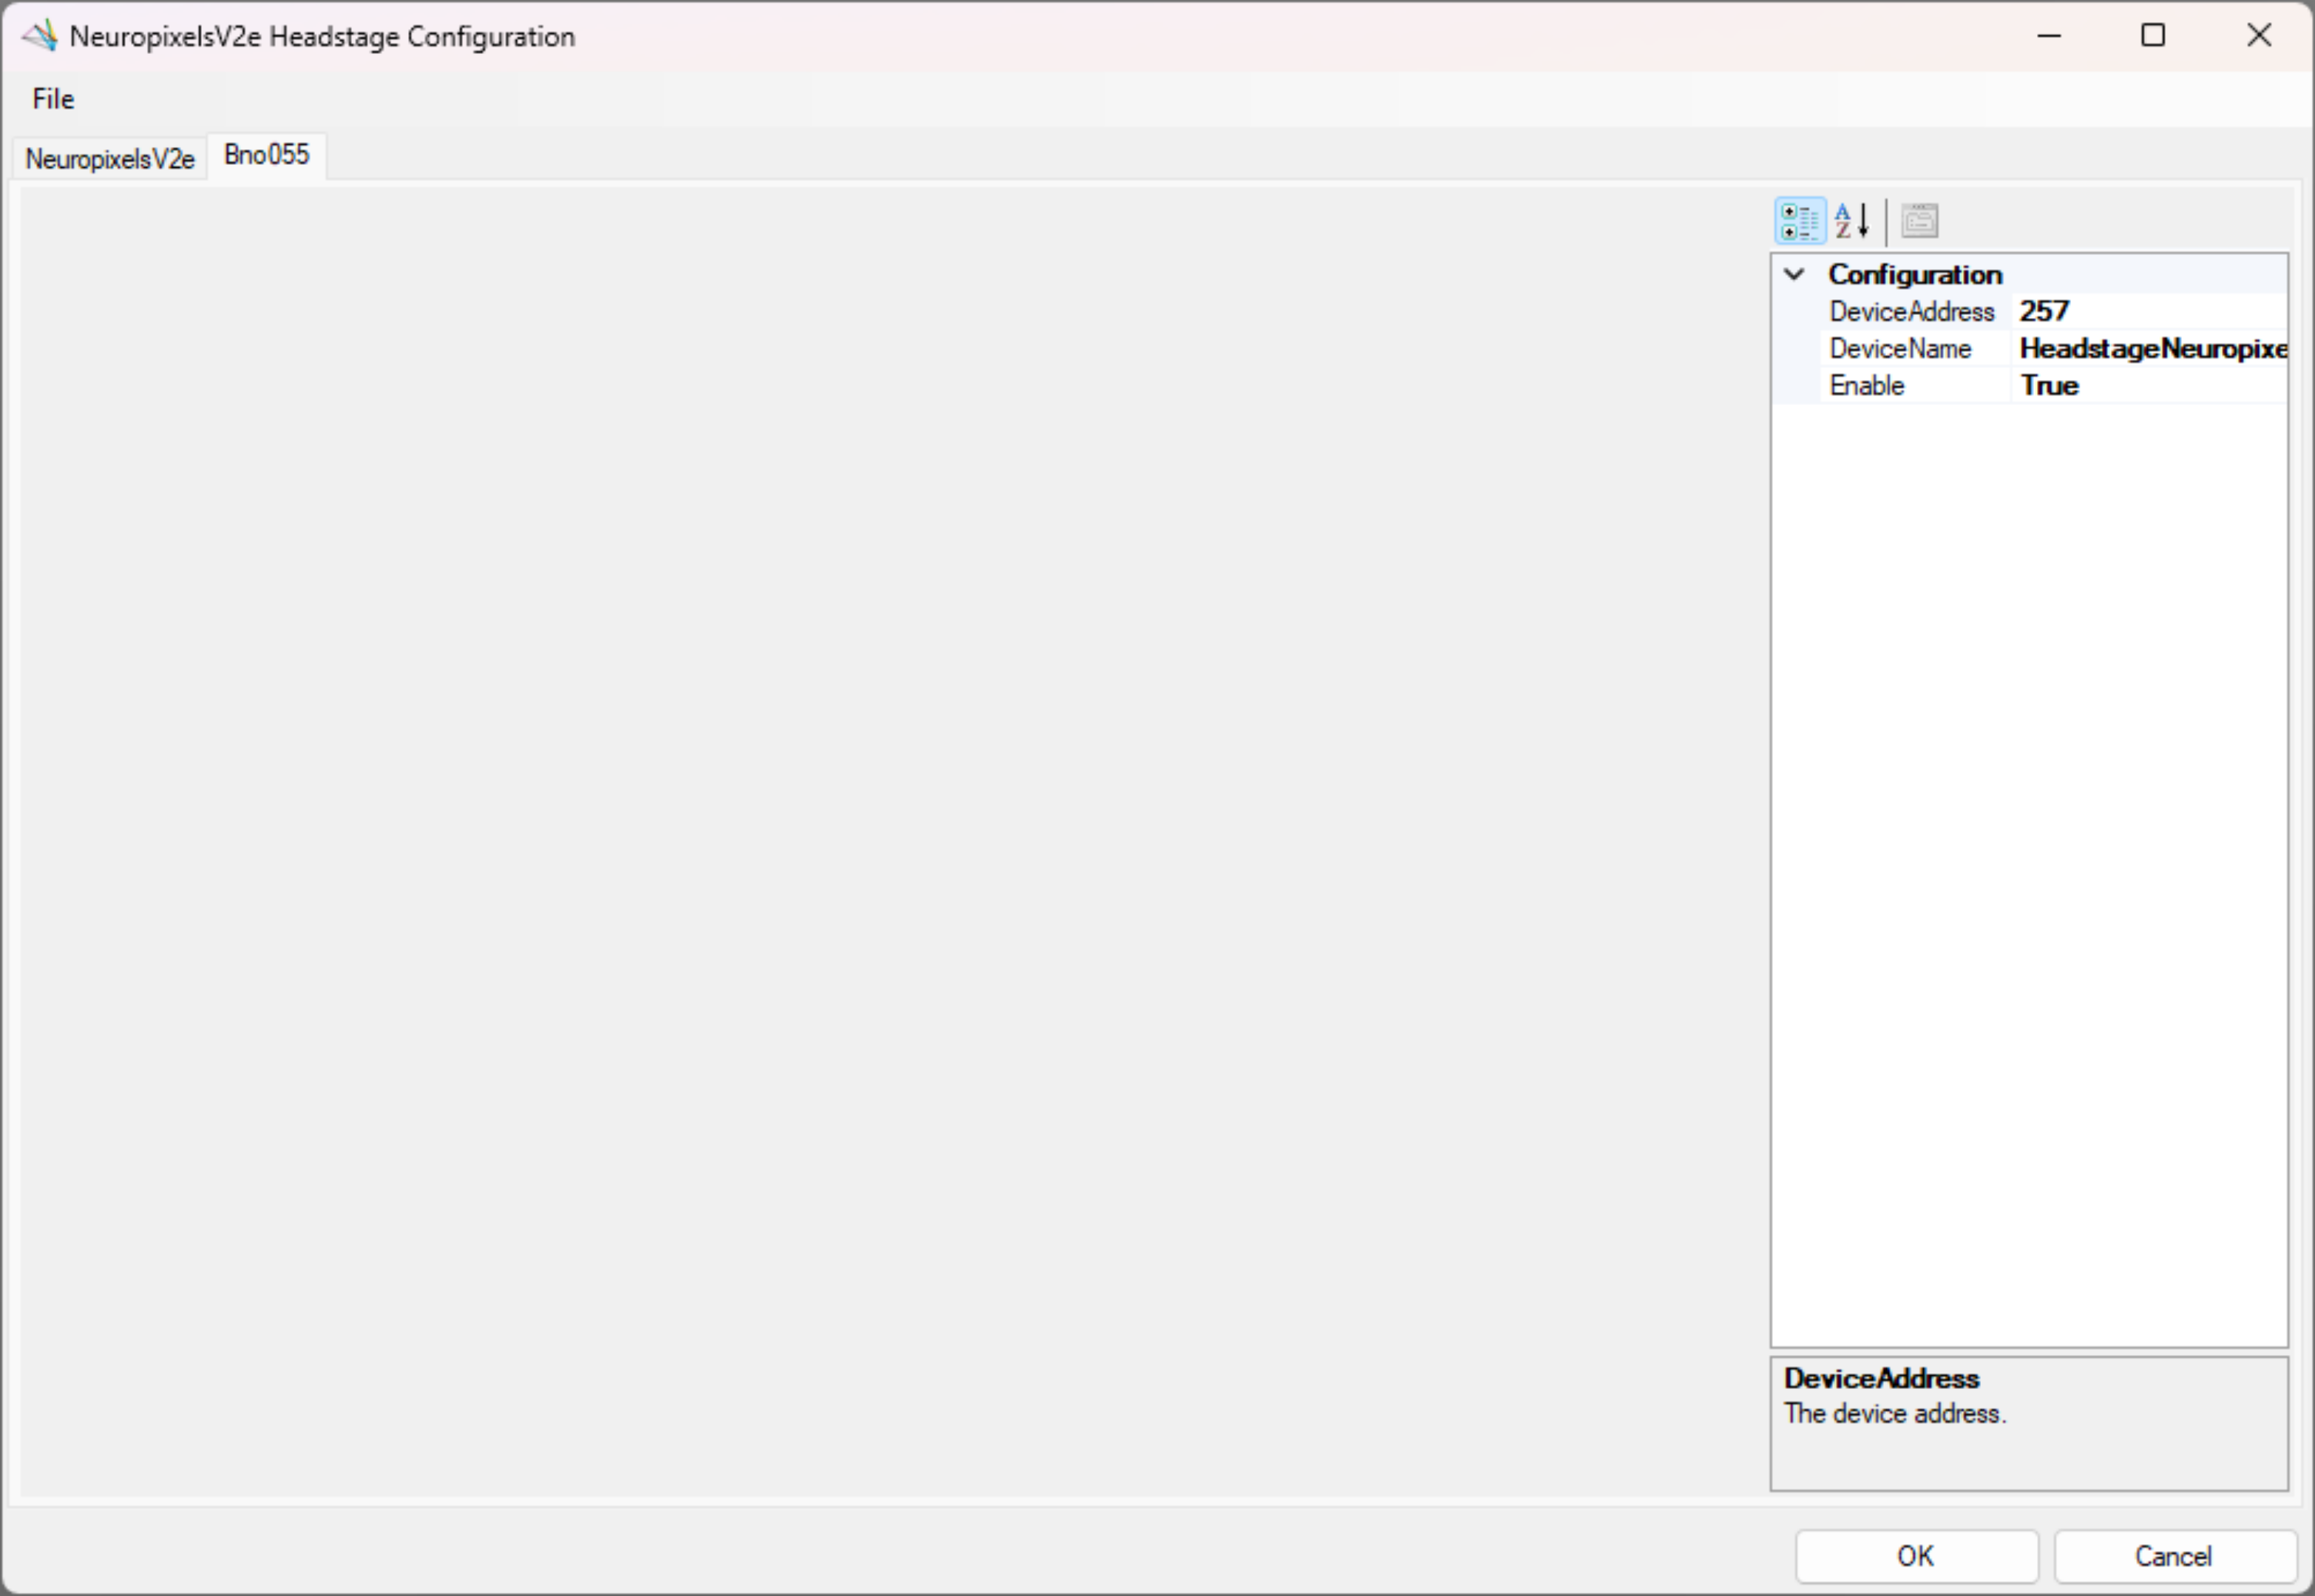 NeuropixelsV2e Headstage Configuration
File
NeuropixelsV2e Bno055
Configuration
DeviceAddress 257
DeviceName HeadstageNeuropixe
Enable True
DeviceAddress
The device address.
OK Cancel